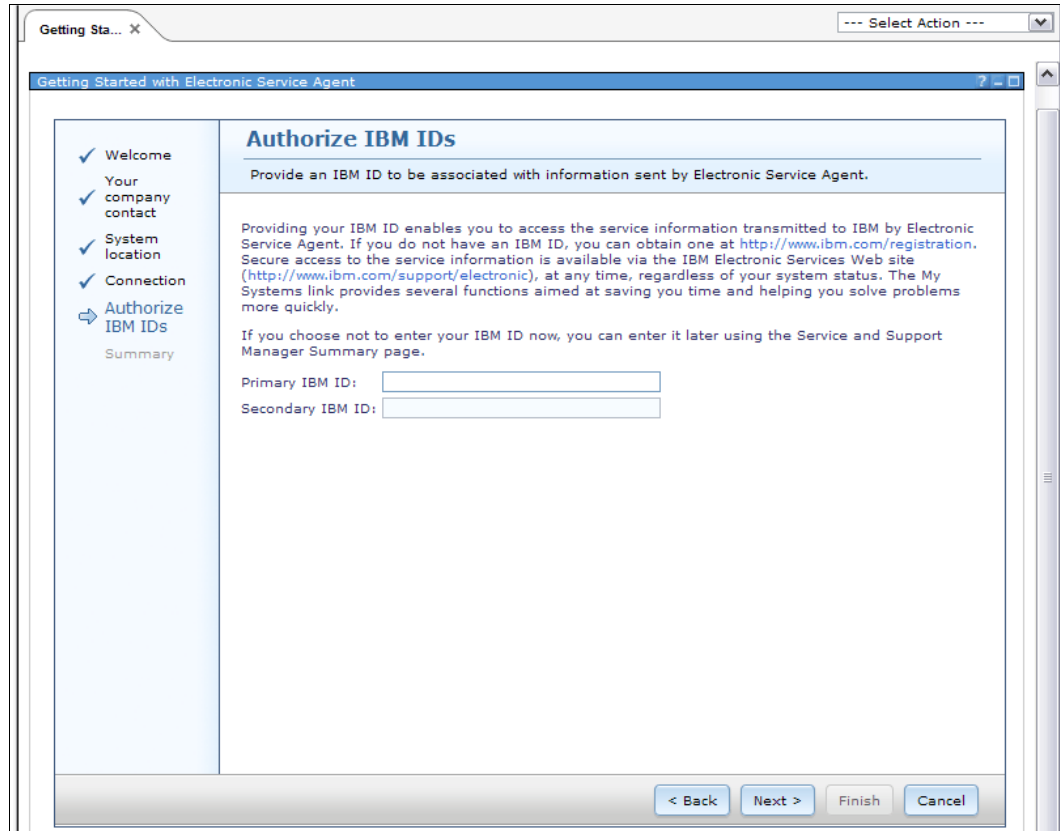 Getting Sta... X
--- Select Action ---
Getting Started with Electronic Service Agent
?
Welcome
Your
company
contact
System
location
Connection
Authorize
IBM IDs
Summary
Authorize IBM IDs
Provide an IBM ID to be associated with information sent by Electronic Service Agent.
Providing your IBM ID enables you to access the service information transmitted to IBM by Electronic
Service Agent. If you do not have an IBM ID, you can obtain one at http://www.ibm.com/registration.
Secure access to the service information is available via the IBM Electronic Services Web site
(http://www.ibm.com/support/electronic), at any time, regardless of your system status. The My
Systems link provides several functions aimed at saving you time and helping you solve problems
more quickly.
If you choose not to enter your IBM ID now, you can enter it later using the Service and Support
Manager Summary page.
Primary IBM ID:
Secondary IBM ID:
< Back Next > Finish Cancel